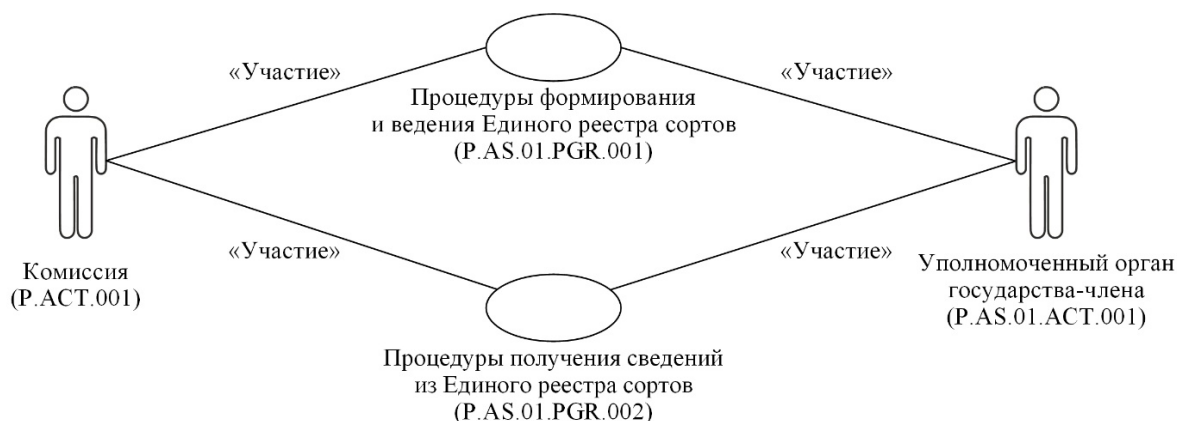 «Участие»
«Участие»
Процедуры формирования
и ведения Единого реестра сортов
(P.AS.01.PGR.001)
«Участие»
«Участие»
Комиссия
(P.ACT.001)
Уполномоченный орган
государства-члена
(P.AS.01.ACT.001)
Процедуры получения сведений
из Единого реестра сортов
(P.AS.01.PGR.002)